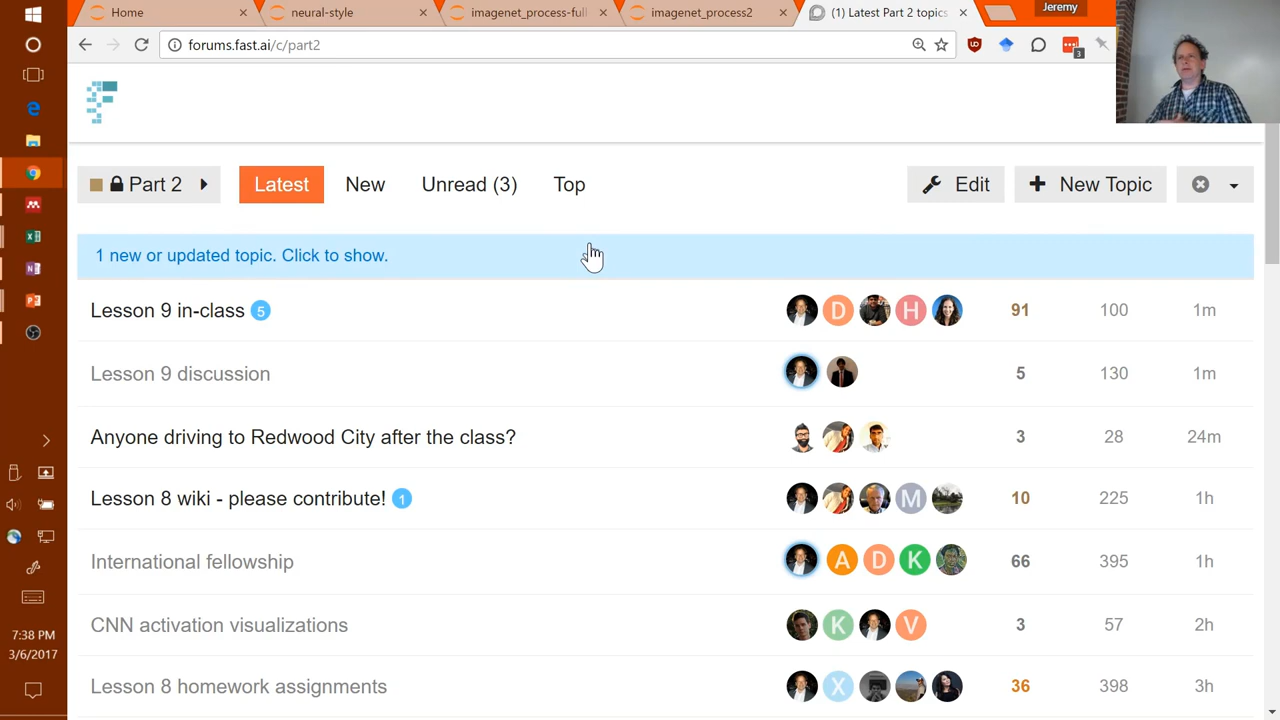 Home
neural-style
imagenet_process-full
imagenet_process2
(1) Latest Part 2 topics
Jeremy
forums.fast.ai/c/part2
3
Part 2
Latest
New
Unread (3)
Top
Edit
New Topic
1 new or updated topic. Click to show.
Lesson 9 in-class 5
D H
91 100 1m
Lesson 9 discussion
5 130 1m
Anyone driving to Redwood City after the class?
3 28 24m
Lesson 8 wiki - please contribute! 1
M
10 225 1h
International fellowship
A D K
66 395 1h
CNN activation visualizations
K V
3 57 2h
Lesson 8 homework assignments
X
36 398 3h
7:38 PM
3/6/2017